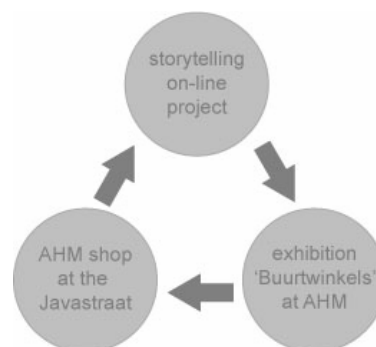 storytelling
on-line
project
AHM shop
at the
Javastraat
exhibition
'Buurtwinkels'
at AHM